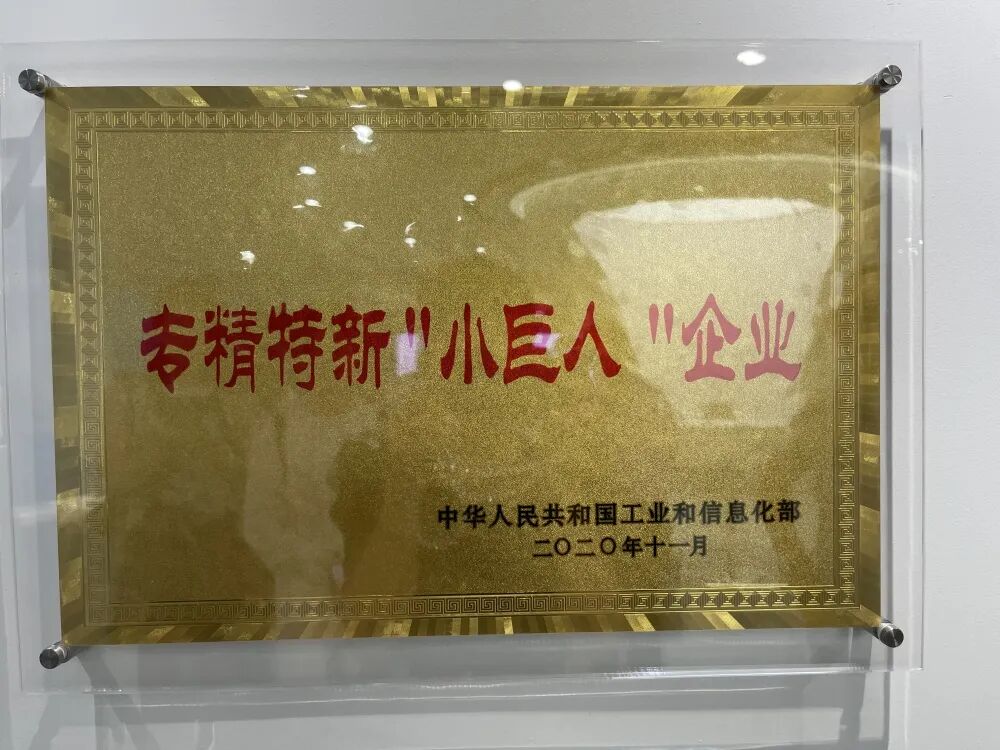 专精特新"小巨人"企业
中华人民共和国工业和信息化部
二〇二〇年十一月